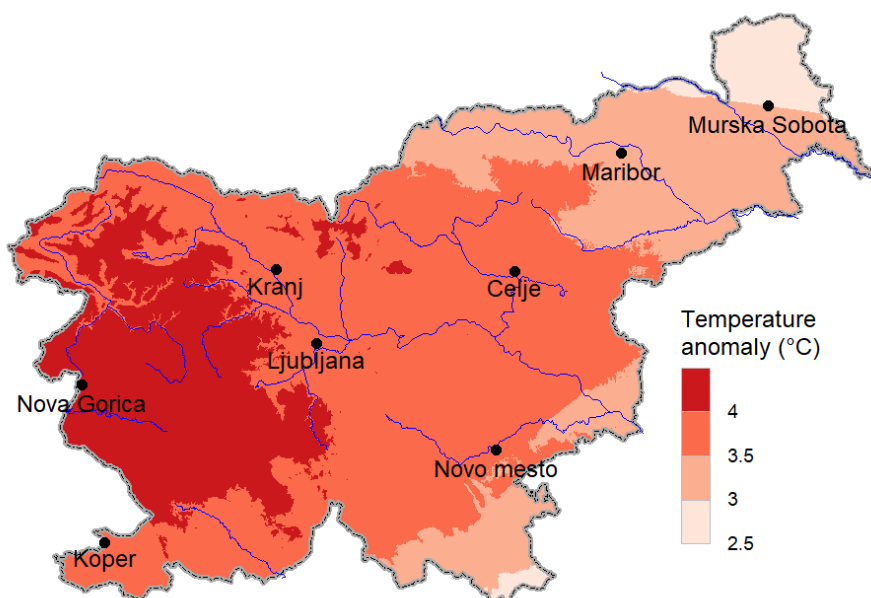 Murska Sobota
Maribor
Kranj
Celje
Ljubljana
Nova Gorica
Novo mesto
Koper
Temperature
anomaly (°C)
4
3.5
3
2.5